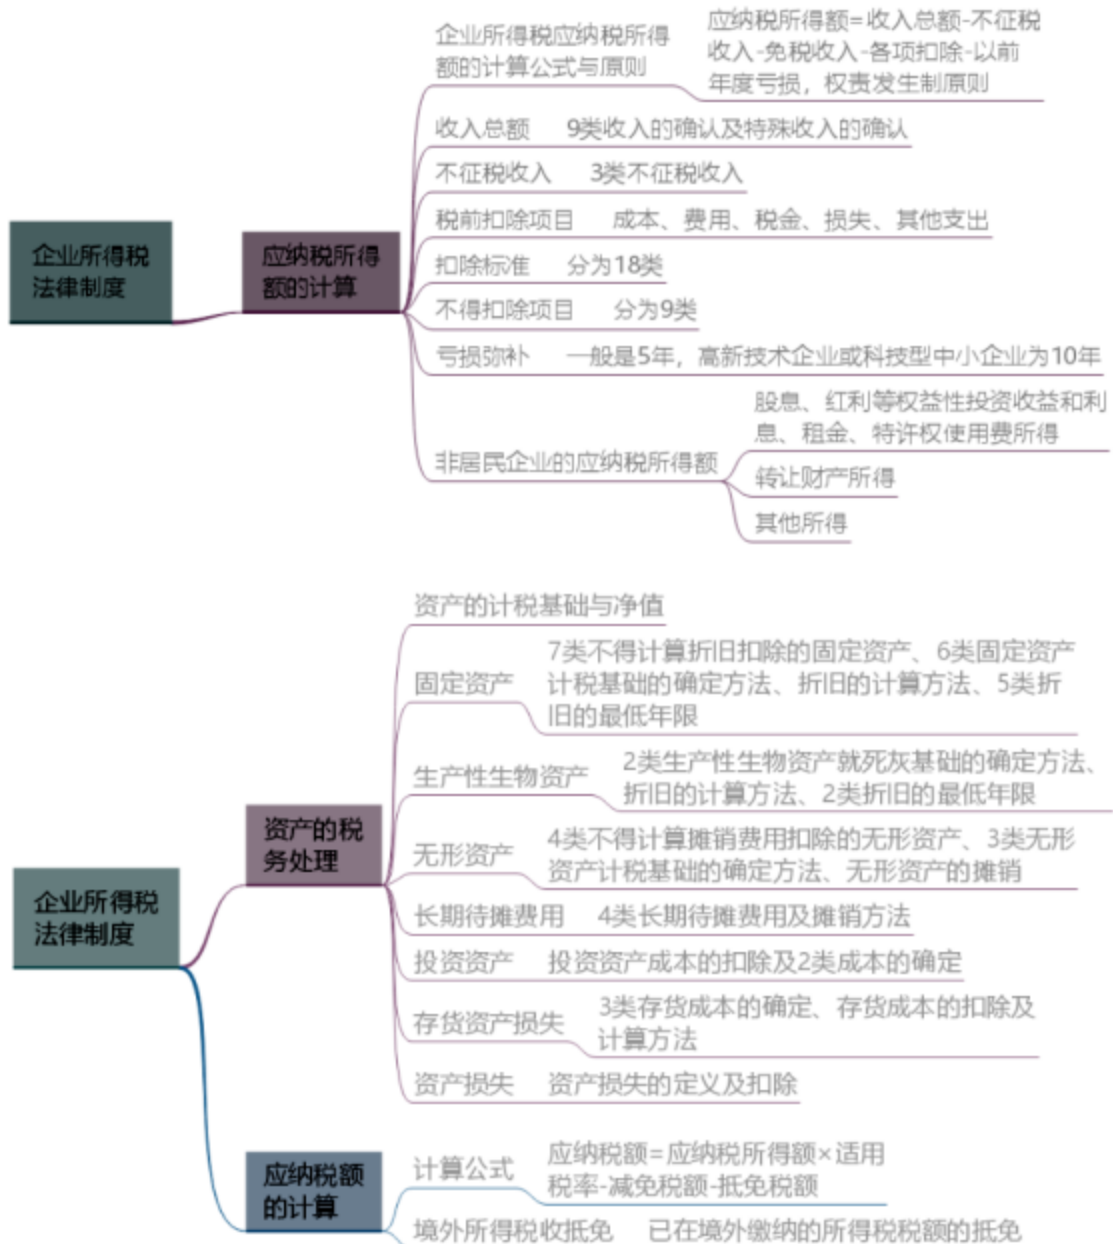 企业所得税
法律制度
应纳税所得
额的计算
企业所得税应纳税所得
额的计算公式与原则
应纳税所得额=收入总额-不征税
收入-免税收入-各项扣除-以前
年度亏损，权责发生制原则
收入总额 9类收入的确认及特殊收入的确认
不征税收入 3类不征税收入
税前扣除项目 成本、费用、税金、损失、其他支出
扣除标准 分为18类
不得扣除项目 分为9类
亏损弥补 一般是5年，高新技术企业或科技型中小企业为10年
非居民企业的应纳税所得额
股息、红利等权益性投资收益和利
息、租金、特许权使用费所得
转让财产所得
其他所得
企业所得税
法律制度
资产的税
务处理
资产的计税基础与净值
固定资产
7类不得计算折旧扣除的固定资产、6类固定资产
计税基础的确定方法、折旧的计算方法、5类折
旧的最低年限
生产性生物资产
2类生产性生物资产就死灰基础的确定方法、
折旧的计算方法、2类折旧的最低年限
无形资产
4类不得计算摊销费用扣除的无形资产、3类无形
资产计税基础的确定方法、无形资产的摊销
长期待摊费用 4类长期待摊费用及摊销方法
投资资产 投资资产成本的扣除及2类成本的确定
存货资产损失
3类存货成本的确定、存货成本的扣除及
计算方法
资产损失 资产损失的定义及扣除
应纳税额
的计算
计算公式
应纳税额=应纳税所得额×适用
税率-减免税额-抵免税额
境外所得税收抵免 已在境外缴纳的所得税税额的抵免